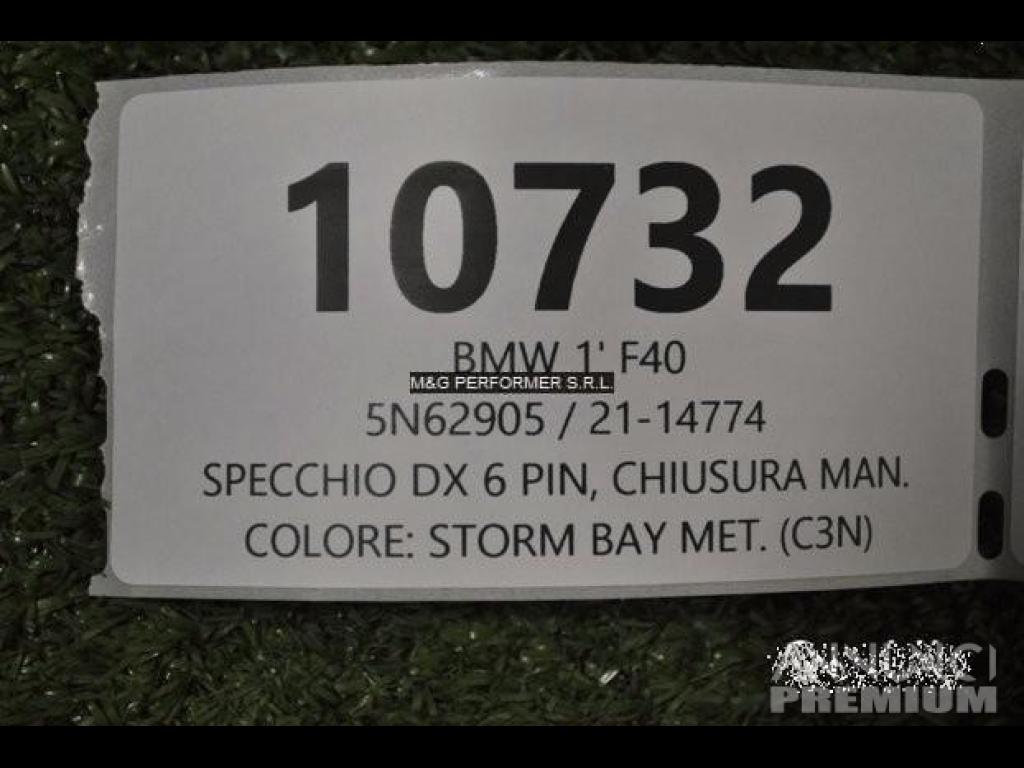 10732
BMW 1' F40
M&G PERFORMER S.R.L.
5N62905 / 21-14774
SPECCHIO DX 6 PIN, CHIUSURA MAN.
COLORE: STORM BAY MET. (C3N)
ANNUNCI
PREMIUM